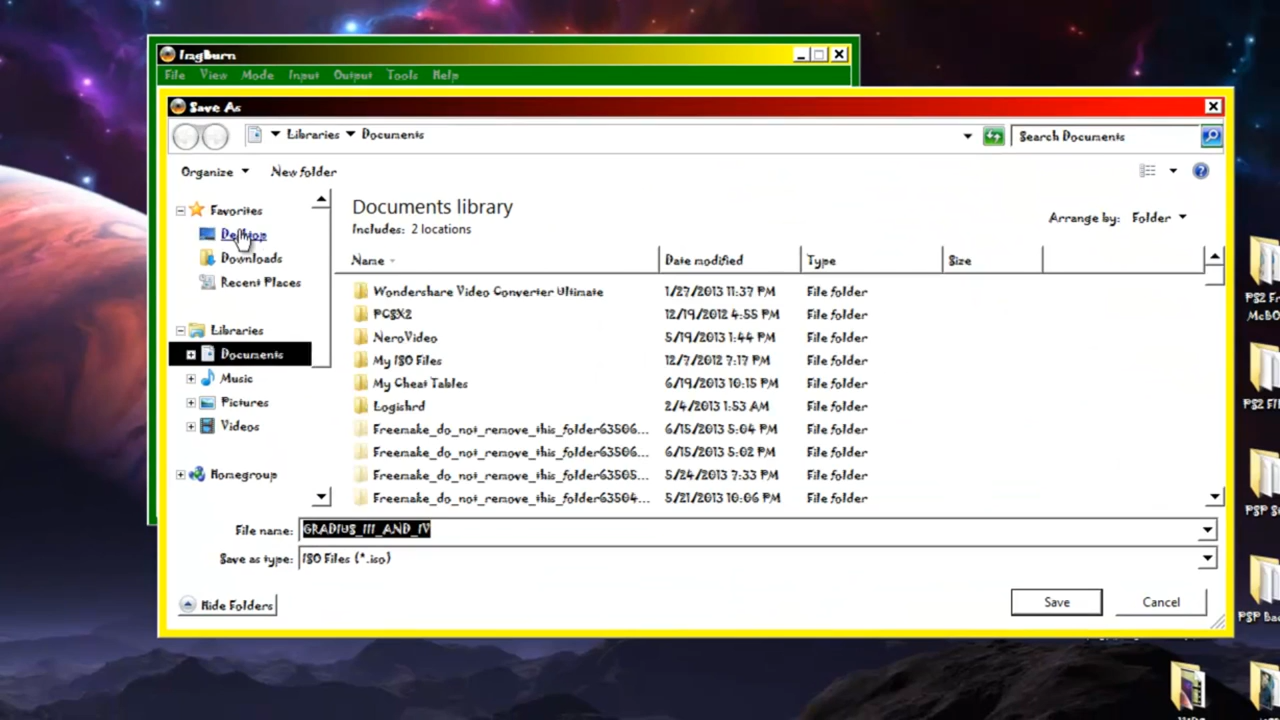 ImgBurn
File View Mode Input Output Tools Help
Save As
Libraries Documents
Search Documents
Organize New folder
Favorites
Desktop
Downloads
Recent Places
Libraries
Documents
Music
Pictures
Videos
Homegroup
Documents library
Includes: 2 locations
Arrange by: Folder
Name Date modified Type Size
Wondershare Video Converter Ultimate 1/27/2013 11:37 PM File folder
PCSX2 12/19/2012 4:55 PM File folder
NeroVideo 5/19/2013 1:44 PM File folder
My ISO Files 12/7/2012 7:17 PM File folder
My Cheat Tables 6/19/2013 10:15 PM File folder
Logishrd 2/4/2013 1:53 AM File folder
Freemake_do_not_remove_this_folder63506... 6/15/2013 5:04 PM File folder
Freemake_do_not_remove_this_folder63506... 6/15/2013 5:02 PM File folder
Freemake_do_not_remove_this_folder63505... 5/24/2013 7:33 PM File folder
Freemake_do_not_remove_this_folder63504... 5/21/2013 10:06 PM File folder
File name: GRADIUS_III_AND_IV
Save as type: ISO Files (*.iso)
Hide Folders
Save Cancel
PS2 Fr
McBo
PS2
PSP
PSP Ba